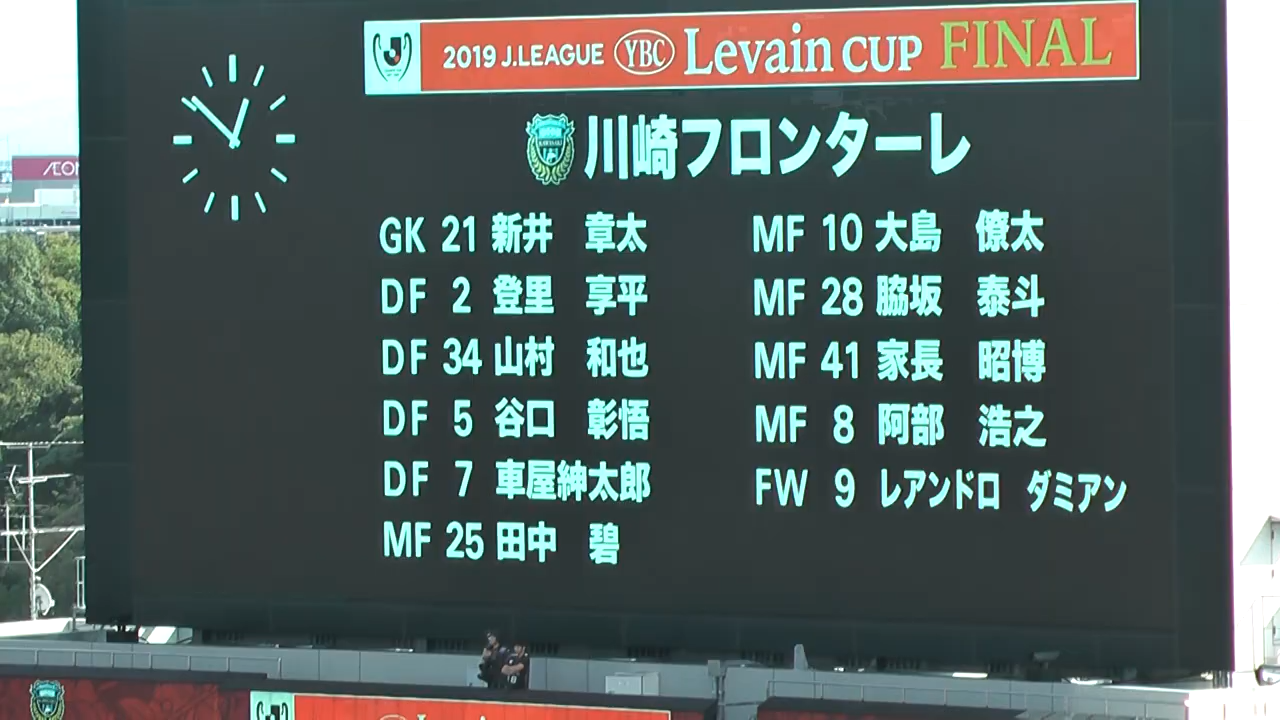 2019 J.LEAGUE YBC Levain CUP FINAL
川崎フロンターレ
GK 21 新井 章太
DF 2 登里 享平
DF 34 山村 和也
DF 5 谷口 彰悟
DF 7 車屋紳太郎
MF 25 田中 碧
MF 10 大島 僚太
MF 28 脇坂 泰斗
MF 41 家長 昭博
MF 8 阿部 浩之
FW 9 レアンドロ ダミアン
AEON